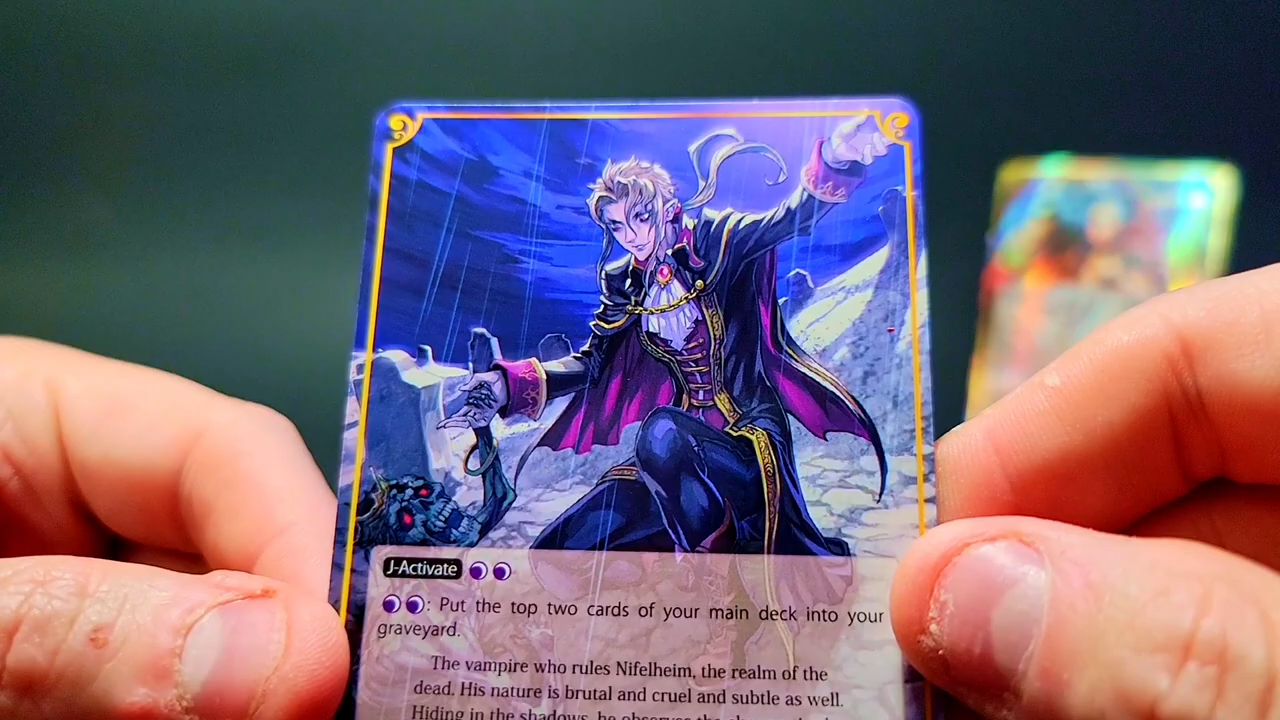 J-Activate
: Put the top two cards of your main deck into your
graveyard.
The vampire who rules Nifelheim, the realm of the
dead. His nature is brutal and cruel and subtle as well.
Hiding in the shadows, he observes the